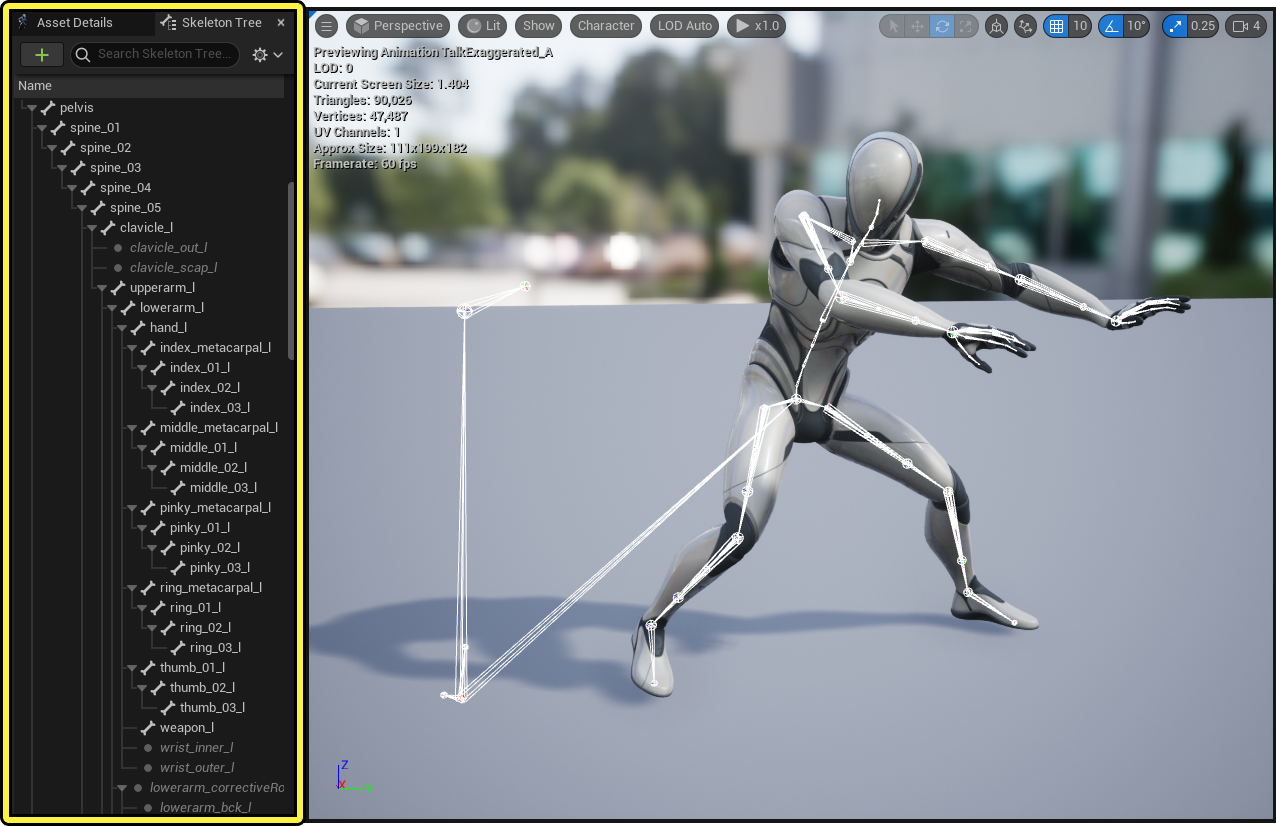 Asset Details
Skeleton Tree
Search Skeleton Tree...
Name
pelvis
spine_01
spine_02
spine_03
spine_04
spine_05
clavicle_l
clavicle_out_l
clavicle_scap_l
upperarm_l
lowerarm_l
hand_l
index_metacarpal_l
index_01_l
index_02_l
index_03_l
middle_metacarpal_l
middle_01_l
middle_02_l
middle_03_l
pinky_metacarpal_l
pinky_01_l
pinky_02_l
pinky_03_l
ring_metacarpal_l
ring_01_l
ring_02_l
ring_03_l
thumb_01_l
thumb_02_l
thumb_03_l
weapon_l
wrist_inner_l
wrist_outer_l
lowerarm_correctiveRo
lowerarm_bck_l
Perspective Lit Show Character LOD Auto x1.0 10 10° 0.25 4
Previewing Animation TalkExaggerated_A
LOD: 0
Current Screen Size: 1.404
Triangles: 90,026
Vertices: 47,487
UV Channels: 1
Approx Size: 111x199x182
Framerate: 60 fps
Z
X Y